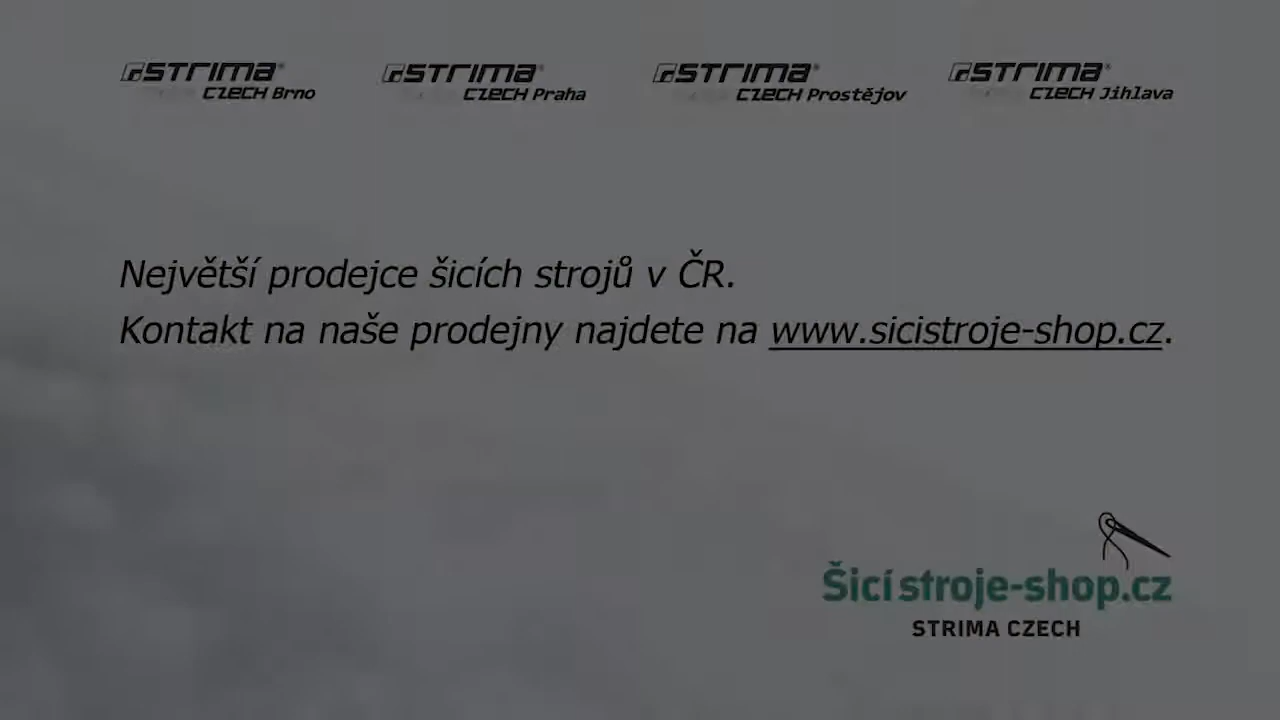 STRIMA® STRIMA® STRIMA® STRIMA®
CZECH Brno CZECH Praha CZECH Prostějov CZECH Jihlava
Největší prodejce šicích strojů v ČR.
Kontakt na naše prodejny najdete na www.sicistroje-shop.cz.
Šicí stroje-shop.cz
STRIMA CZECH